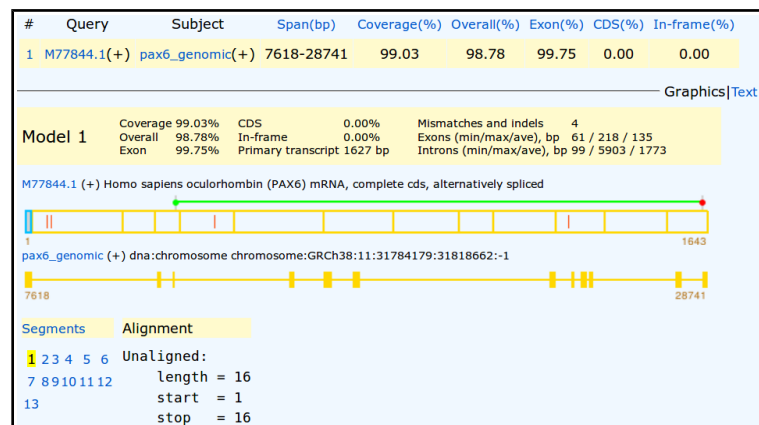 # Query Subject Span(bp) Coverage(%) Overall(%) Exon(%) CDS(%) In-frame(%)
1 M77844.1(+) pax6_genomic(+) 7618-28741 99.03 98.78 99.75 0.00 0.00
Graphics|Text
Model 1
Coverage 99.03% CDS 0.00% Mismatches and indels 4
Overall 98.78% In-frame 0.00% Exons (min/max/ave), bp 61 / 218 / 135
Exon 99.75% Primary transcript 1627 bp Introns (min/max/ave), bp 99 / 5903 / 1773
M77844.1 (+) Homo sapiens oculorhombin (PAX6) mRNA, complete cds, alternatively spliced
1 1643
pax6_genomic (+) dna:chromosome chromosome:GRCh38:11:31784179:31818662:-1
7618 28741
Segments Alignment
1 2 3 4 5 6 Unaligned:
7 8 9 10 11 12 length = 16
13 start = 1
stop = 16